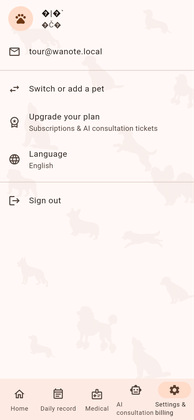 tour@wanote.local
Switch or add a pet
Upgrade your plan
Subscriptions & AI consultation tickets
Language
English
Sign out
Home
Daily record
Medical
AI consultation
Settings & billing